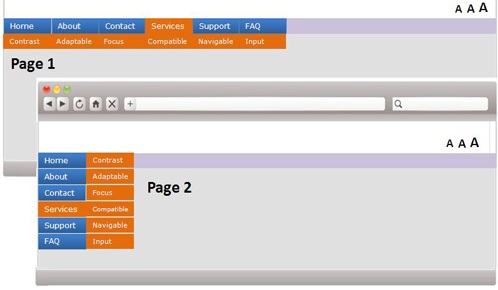 A A A
Home About Contact Services Support FAQ
Contrast Adaptable Focus Compatible Navigable Input
Page 1
A A A
Home Contrast
About Adaptable
Contact Focus
Services Compatible
Support Navigable
FAQ Input
Page 2